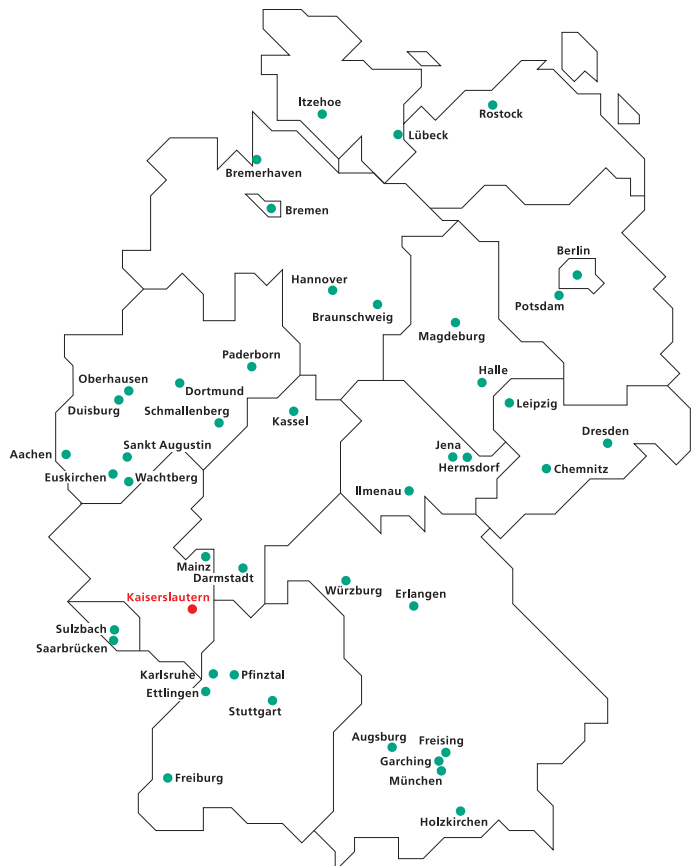 Itzehoe
Rostock
Lübeck
Bremerhaven
Bremen
Berlin
Hannover
Potsdam
Braunschweig
Magdeburg
Paderborn
Halle
Oberhausen
Dortmund
Duisburg
Leipzig
Schmallenberg
Kassel
Dresden
Sankt Augustin
Jena
Aachen
Hermsdorf
Chemnitz
Euskirchen
Wachtberg
Ilmenau
Mainz
Darmstadt
Würzburg
Kaiserslautern
Erlangen
Sulzbach
Saarbrücken
Karlsruhe
Pfinztal
Ettlingen
Stuttgart
Augsburg
Freising
Garching
Freiburg
München
Holzkirchen